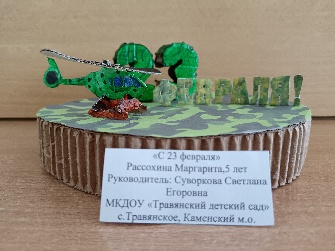 23
ФЕВРАЛЯ!
«С 23 февраля»
Рассохина Маргарита,5 лет
Руководитель: Суворкова Светлана
Егоровна
МКДОУ «Травянский детский сад»
с.Травянское, Каменский м.о.